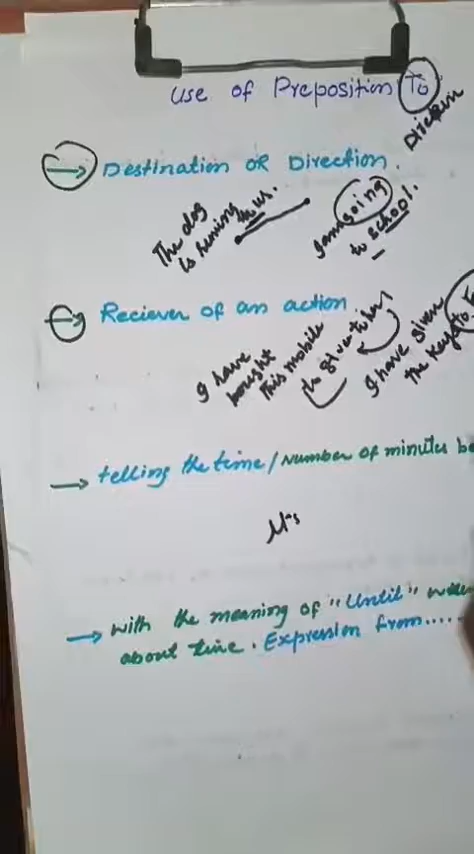 Use of Preposition To
Direction
→ Destination or Direction.
The dog
is running
I am going
to school.
→ Reciever of an action
I have
bought
This mobile
to give
I have given
the key to
→ telling the time/Number of minutes be
It's
→ with the meaning of "Until" when
about time. Expression from.....